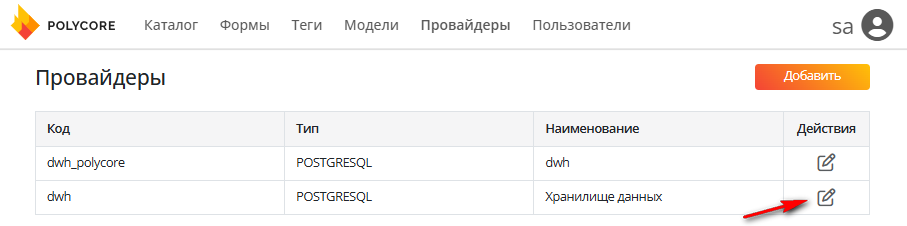 POLYCORE Каталог Формы Теги Модели Провайдеры Пользователи sa
Провайдеры Добавить
Код Тип Наименование Действия
dwh_polycore POSTGRESQL dwh
dwh POSTGRESQL Хранилище данных